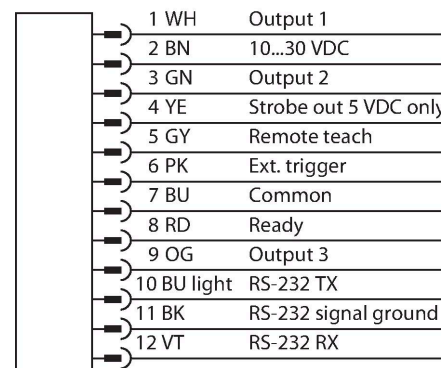 1 WH Output 1
2 BN 10...30 VDC
3 GN Output 2
4 YE Strobe out 5 VDC only
5 GY Remote teach
6 PK Ext. trigger
7 BU Common
8 RD Ready
9 OG Output 3
10 BU light RS-232 TX
11 BK RS-232 signal ground
12 VT RS-232 RX